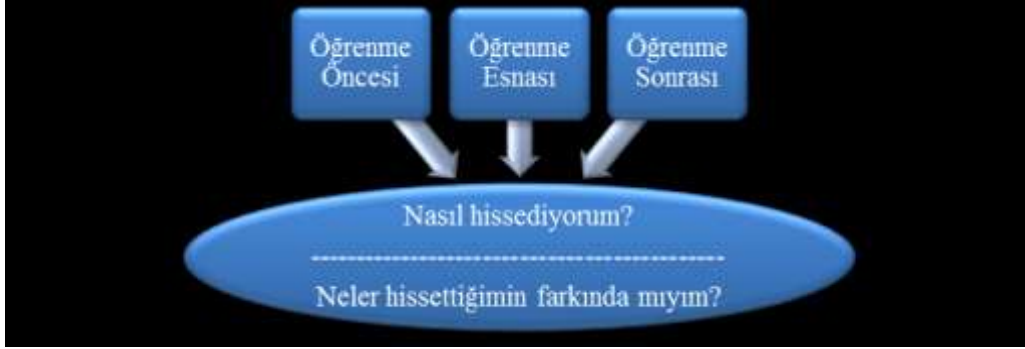 Öğrenme
Öncesi
Öğrenme
Esnası
Öğrenme
Sonrası
Nasıl hissediyorum?
Neler hissettiğimin farkında mıyım?